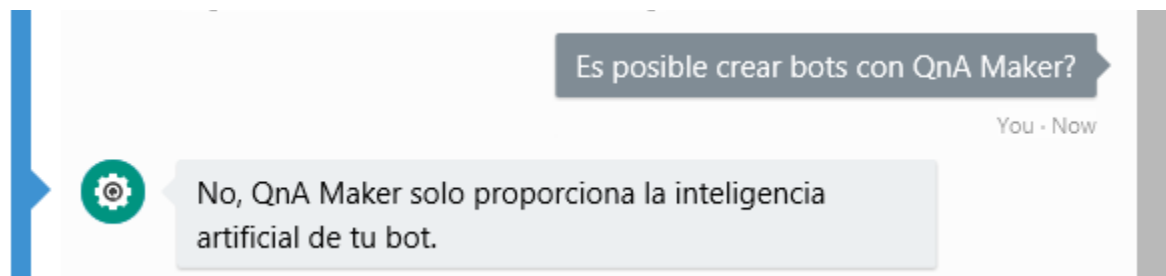 Es posible crear bots con QnA Maker?
You · Now
No, QnA Maker solo proporciona la inteligencia
artificial de tu bot.